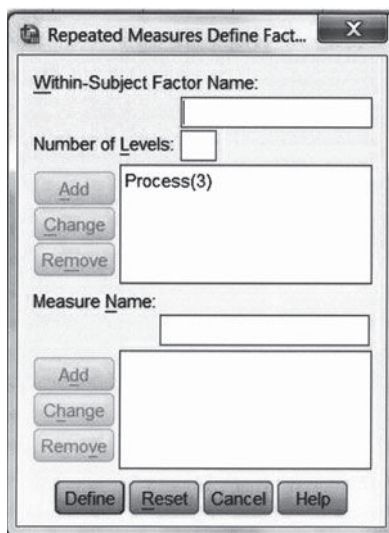 Repeated Measures Define Fact...
X
Within-Subject Factor Name:
Number of Levels:
Add
Process(3)
Change
Remove
Measure Name:
Add
Change
Remove
Define Reset Cancel Help